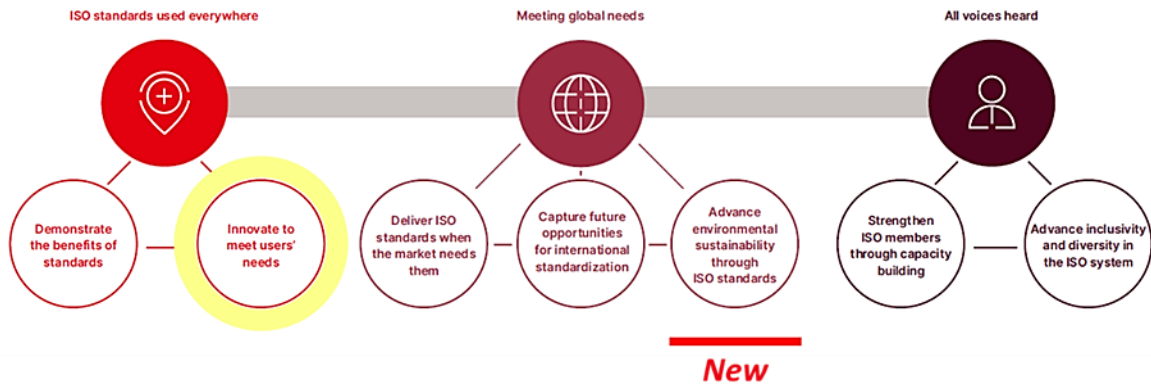 ISO standards used everywhere
Meeting global needs
All voices heard
Demonstrate
the benefits of
standards
Innovate to
meet users'
needs
Deliver ISO
standards when
the market needs
them
Capture future
opportunities
for international
standardization
Advance
environmental
sustainability
through
ISO standards
Strengthen
ISO members
through capacity
building
Advance inclusivity
and diversity in
the ISO system
New